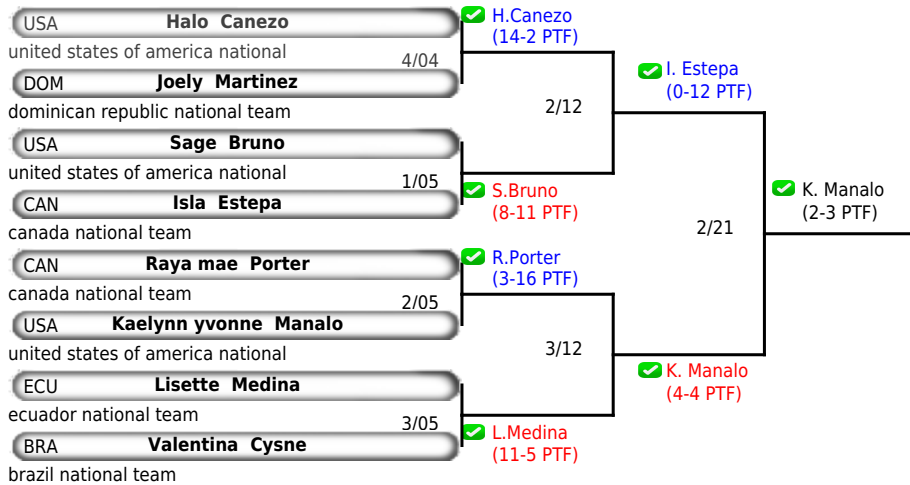 USA Halo Canezo
united states of america national
4/04
DOM Joely Martinez
dominican republic national team
USA Sage Bruno
united states of america national
1/05
CAN Isla Estepa
canada national team
CAN Raya mae Porter
canada national team
2/05
USA Kaelynn yvonne Manalo
united states of america national
ECU Lisette Medina
ecuador national team
3/05
BRA Valentina Cysne
brazil national team
H.Canezo
(14-2 PTF)
2/12
S.Bruno
(8-11 PTF)
R.Porter
(3-16 PTF)
3/12
L.Medina
(11-5 PTF)
I. Estepa
(0-12 PTF)
2/21
K. Manalo
(4-4 PTF)
K. Manalo
(2-3 PTF)